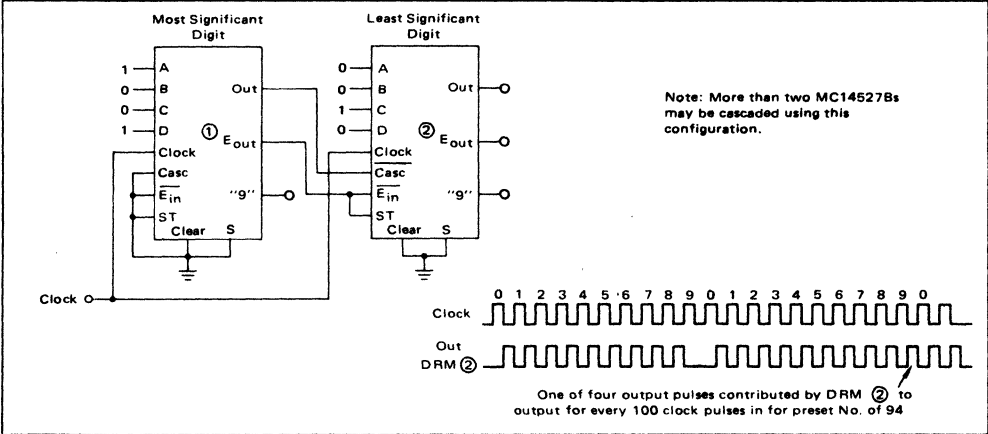 Most Significant
Digit
Least Significant
Digit
1 A
0 B
0 C
1 D
Clock
Casc
Ein
ST
Clear S
Out
Eout
"9"
1
0 A
0 B
1 C
0 D
Clock
Casc
Ein
ST
Clear S
Out
Eout
"9"
2
Note: More than two MC14527Bs
may be cascaded using this
configuration.
Clock
0 1 2 3 4 5 6 7 8 9 0 1 2 3 4 5 6 7 8 9 0
Clock
Out
DRM ②
One of four output pulses contributed by DRM ② to
output for every 100 clock pulses in for preset No. of 94